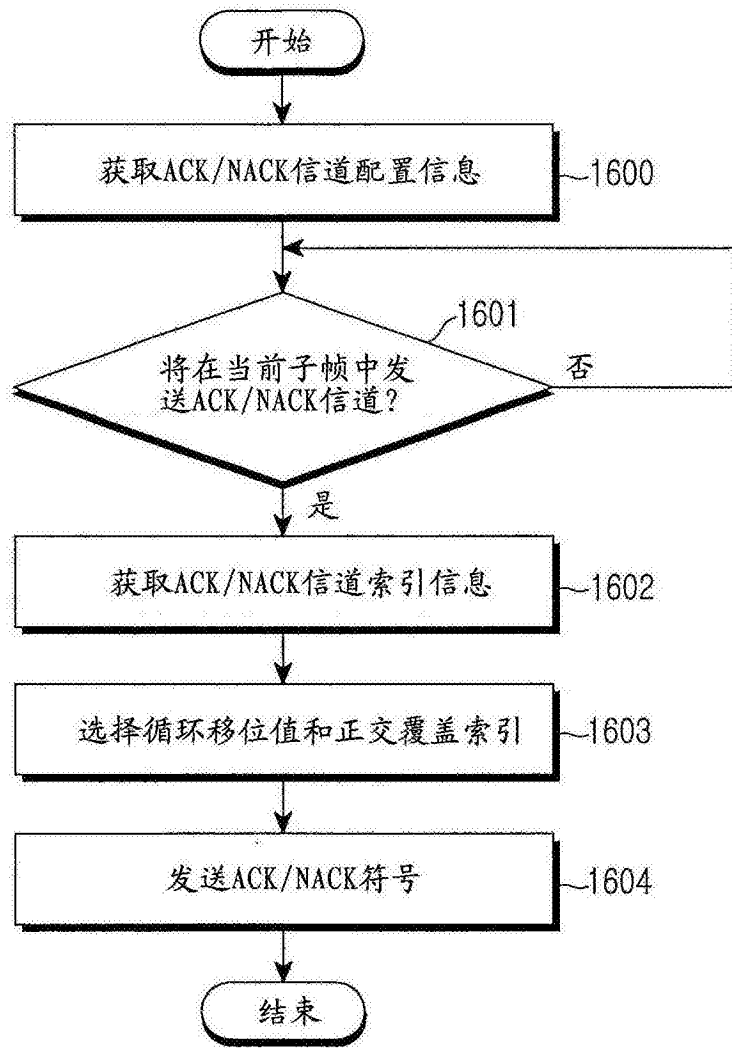 开始
获取ACK/NACK信道配置信息
1600
1601
将在当前子帧中发
送ACK/NACK信道?
否
是
获取ACK/NACK信道索引信息
1602
选择循环移位值和正交覆盖索引
1603
发送ACK/NACK符号
1604
结束